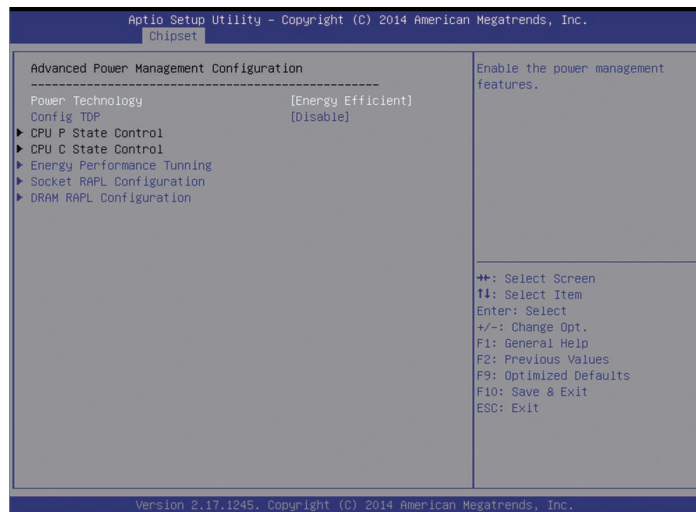 Aptio Setup Utility – Copyright (C) 2014 American Megatrends, Inc.
Chipset
Advanced Power Management Configuration
--------------------------------------------------
Power Technology [Energy Efficient]
Config TDP [Disable]
▶ CPU P State Control
▶ CPU C State Control
▶ Energy Performance Tunning
▶ Socket RAPL Configuration
▶ DRAM RAPL Configuration
Enable the power management
features.
→←: Select Screen
↑↓: Select Item
Enter: Select
+/-: Change Opt.
F1: General Help
F2: Previous Values
F9: Optimized Defaults
F10: Save & Exit
ESC: Exit
Version 2.17.1245. Copyright (C) 2014 American Megatrends, Inc.